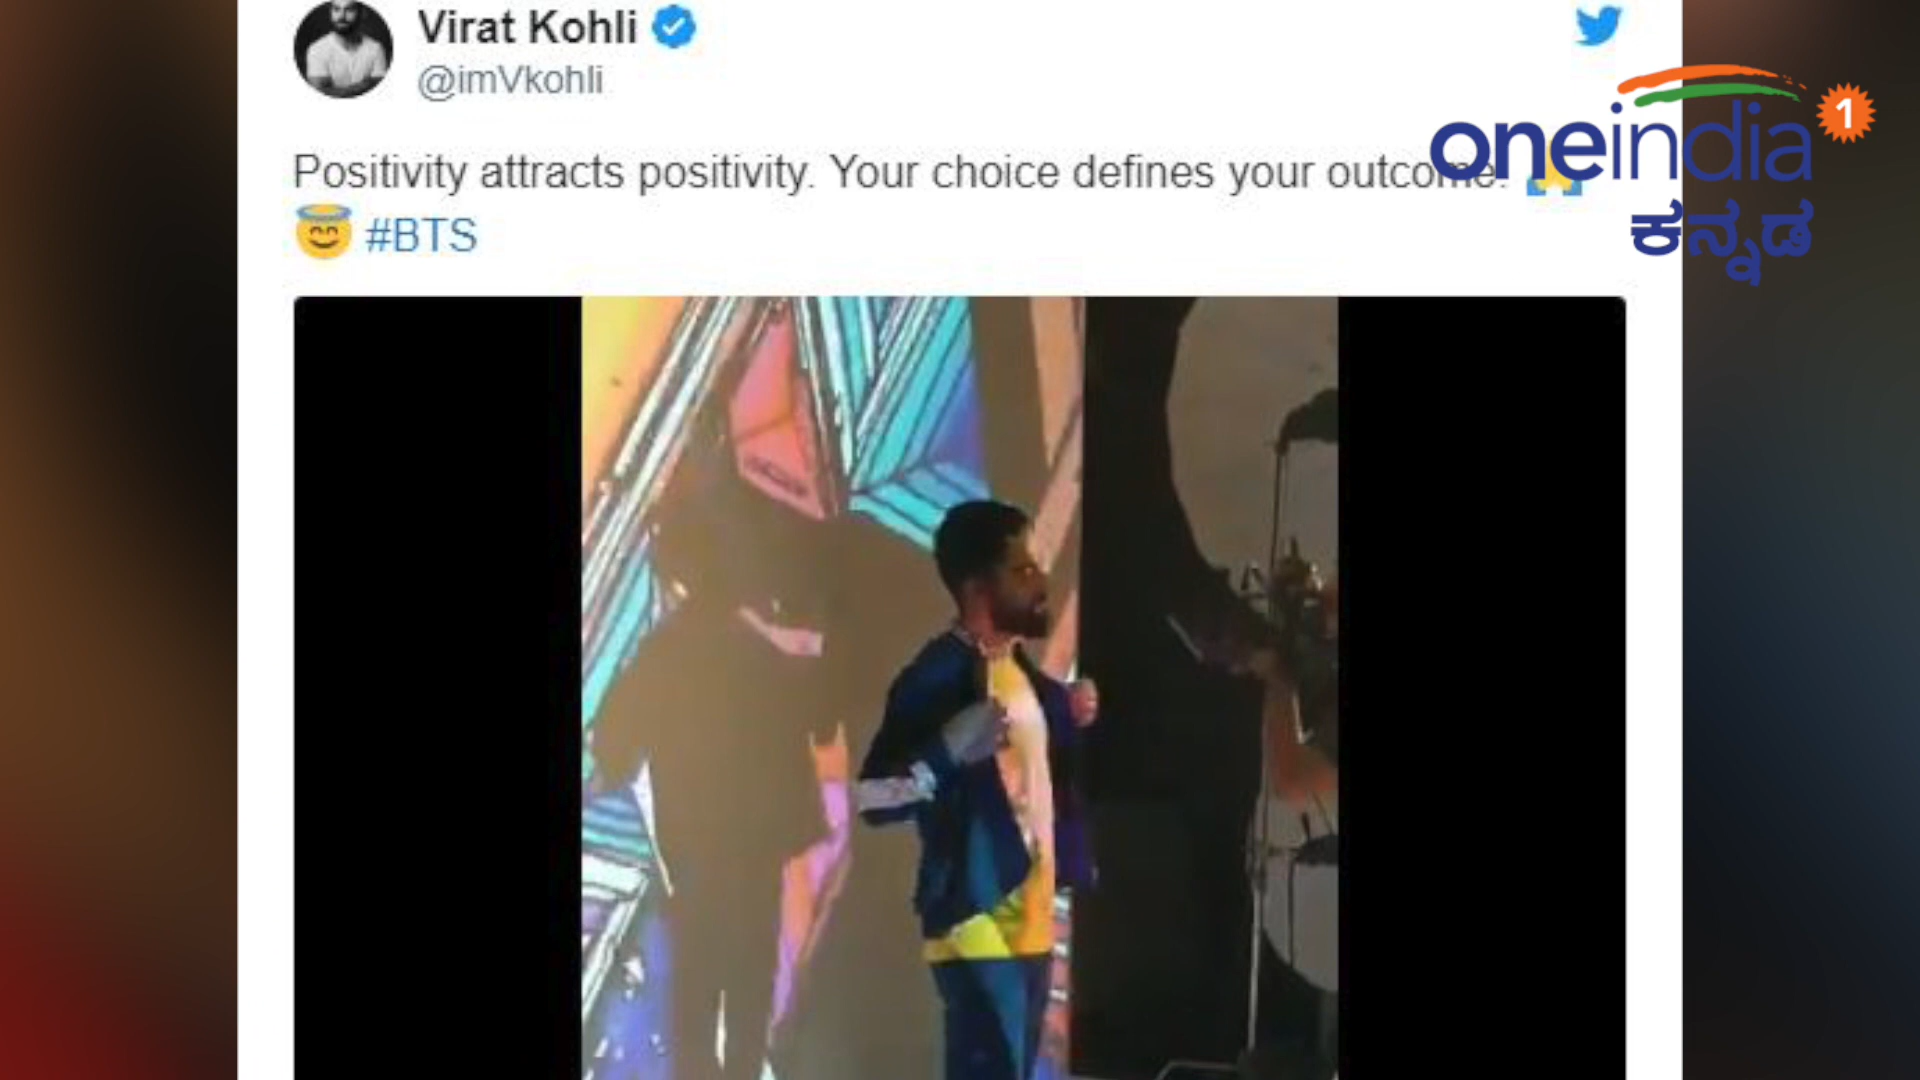 Virat Kohli
@imVkohli
Positivity attracts positivity. Your choice defines your outcome.
#BTS
oneindia
1
ಕನ್ನಡ